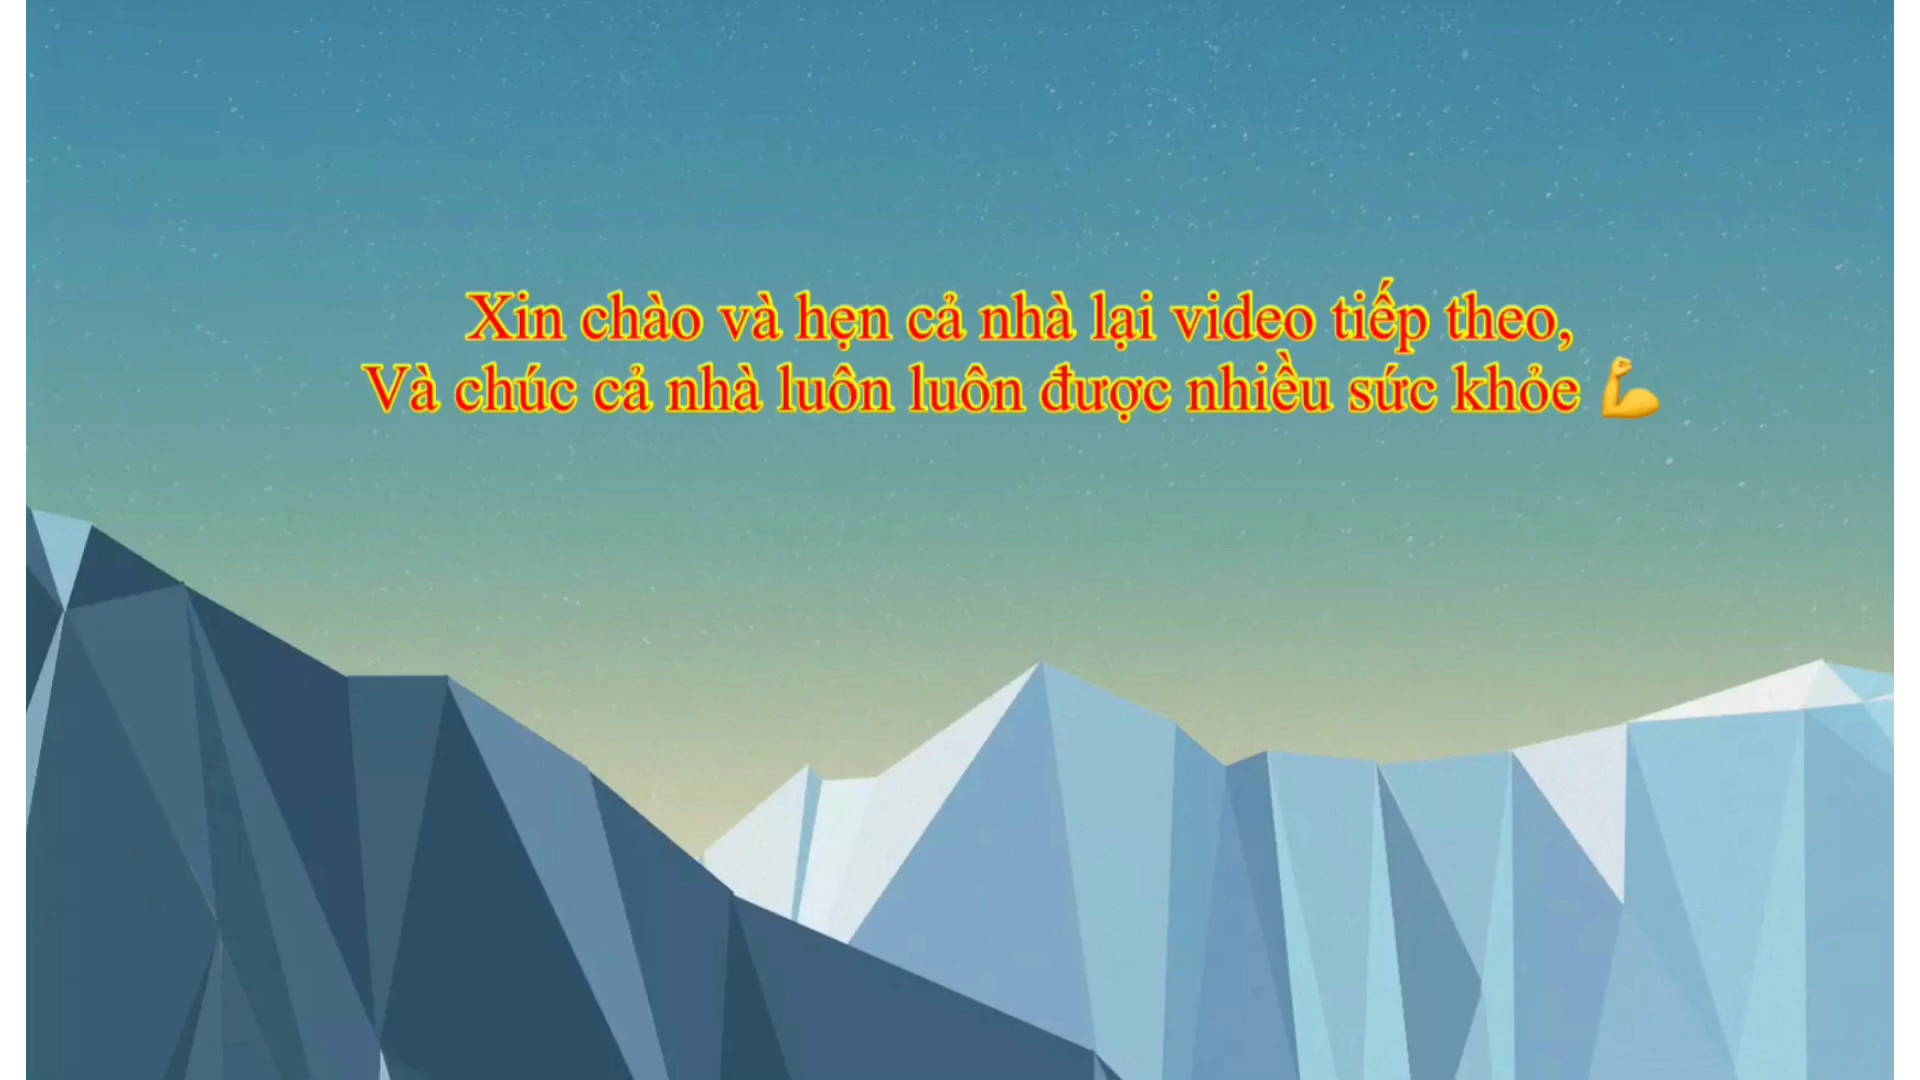 Xin chào và hẹn cả nhà lại video tiếp theo,
Và chúc cả nhà luôn luôn được nhiều sức khỏe 💪